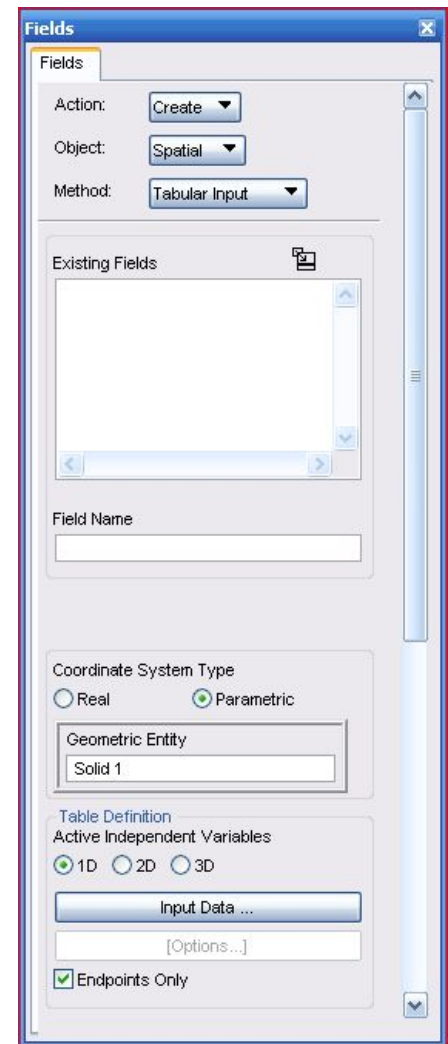 Fields
Fields
Action: Create
Object: Spatial
Method: Tabular Input
Existing Fields
Field Name
Coordinate System Type
Real Parametric
Geometric Entity
Solid 1
Table Definition
Active Independent Variables
1D 2D 3D
Input Data ...
[Options...]
Endpoints Only